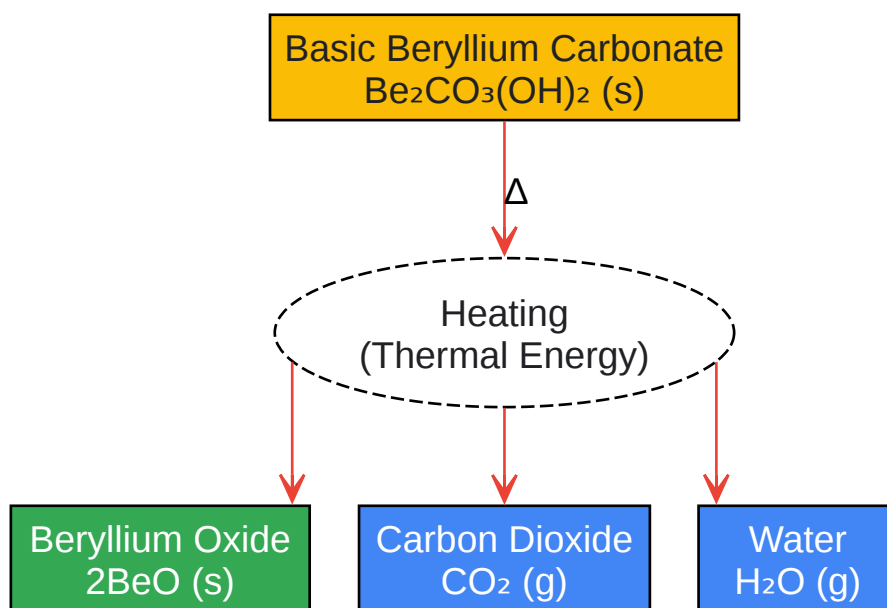 Basic Beryllium Carbonate
Be₂CO₃(OH)₂ (s)
Δ
Heating
(Thermal Energy)
Beryllium Oxide
2BeO (s)
Carbon Dioxide
CO₂ (g)
Water
H₂O (g)